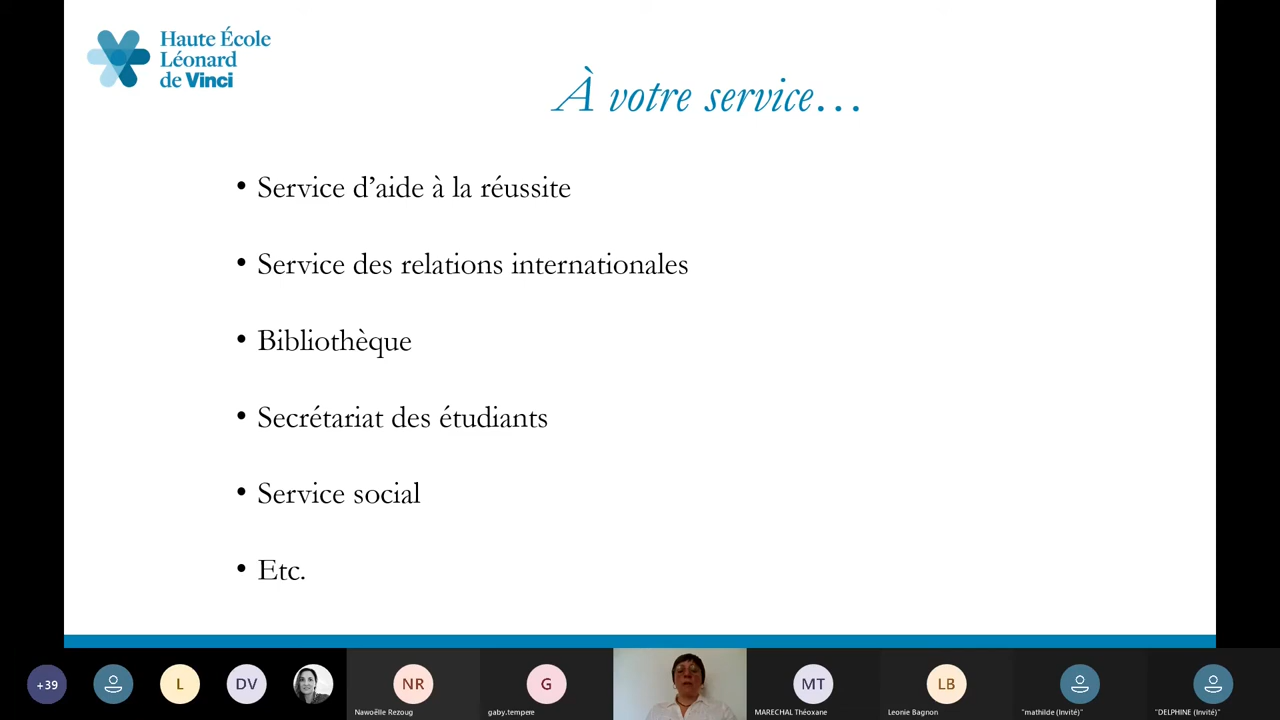 Haute École
Léonard
de Vinci
À votre service…
• Service d’aide à la réussite
• Service des relations internationales
• Bibliothèque
• Secrétariat des étudiants
• Service social
• Etc.
+39
L
DV
NR
G
MT
LB
Nawoëlle Rezoug
gaby.tempere
MARECHAL Théoxane
Leonie Bagnon
"mathilde (Invité)"
"DELPHINE (Invité)"